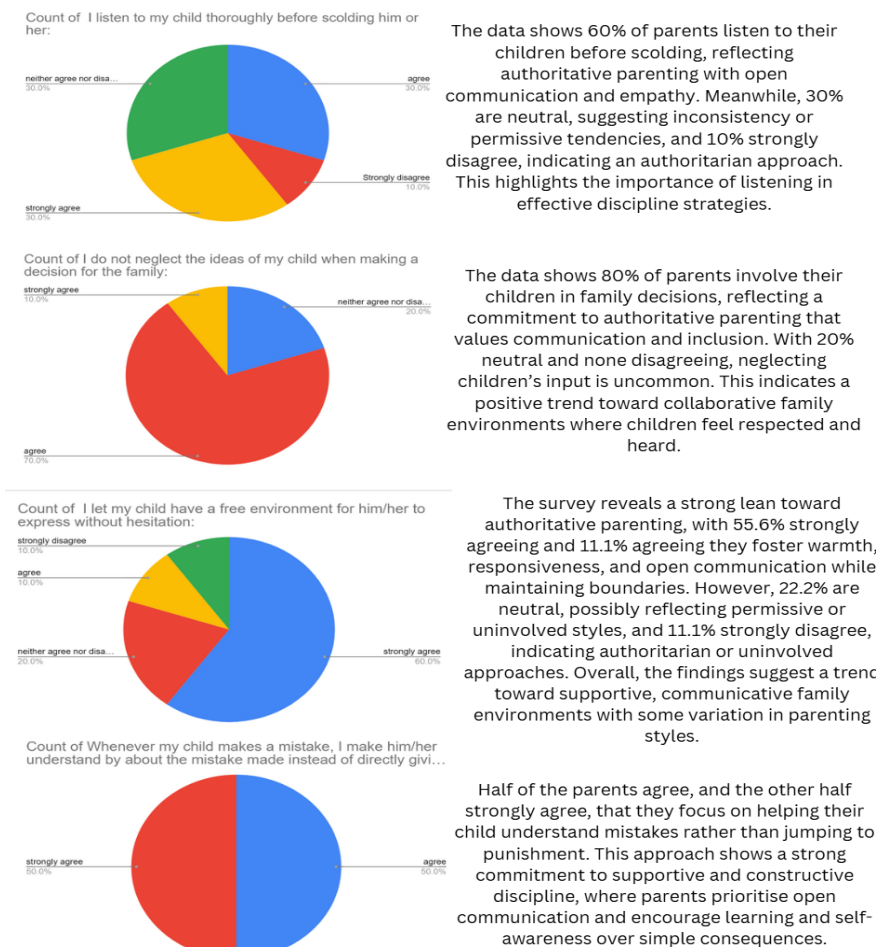 Count of  I listen to my child thoroughly before scolding him or
her:
neither agree nor disa...
30.0%
agree
30.0%
Strongly disagree
10.0%
strongly agree
30.0%
The data shows 60% of parents listen to their
children before scolding, reflecting
authoritative parenting with open
communication and empathy. Meanwhile, 30%
are neutral, suggesting inconsistency or
permissive tendencies, and 10% strongly
disagree, indicating an authoritarian approach.
This highlights the importance of listening in
effective discipline strategies.
Count of I do not neglect the ideas of my child when making a
decision for the family:
strongly agree
10.0%
neither agree nor disa...
20.0%
agree
70.0%
The data shows 80% of parents involve their
children in family decisions, reflecting a
commitment to authoritative parenting that
values communication and inclusion. With 20%
neutral and none disagreeing, neglecting
children's input is uncommon. This indicates a
positive trend toward collaborative family
environments where children feel respected and
heard.
Count of  I let my child have a free environment for him/her to
express without hesitation:
strongly disagree
10.0%
agree
10.0%
neither agree nor disa...
20.0%
strongly agree
60.0%
The survey reveals a strong lean toward
authoritative parenting, with 55.6% strongly
agreeing and 11.1% agreeing they foster warmth,
responsiveness, and open communication while
maintaining boundaries. However, 22.2% are
neutral, possibly reflecting permissive or
uninvolved styles, and 11.1% strongly disagree,
indicating authoritarian or uninvolved
approaches. Overall, the findings suggest a trend
toward supportive, communicative family
environments with some variation in parenting
styles.
Count of Whenever my child makes a mistake, I make him/her
understand by about the mistake made instead of directly givi...
strongly agree
50.0%
agree
50.0%
Half of the parents agree, and the other half
strongly agree, that they focus on helping their
child understand mistakes rather than jumping to
punishment. This approach shows a strong
commitment to supportive and constructive
discipline, where parents prioritise open
communication and encourage learning and self-
awareness over simple consequences.